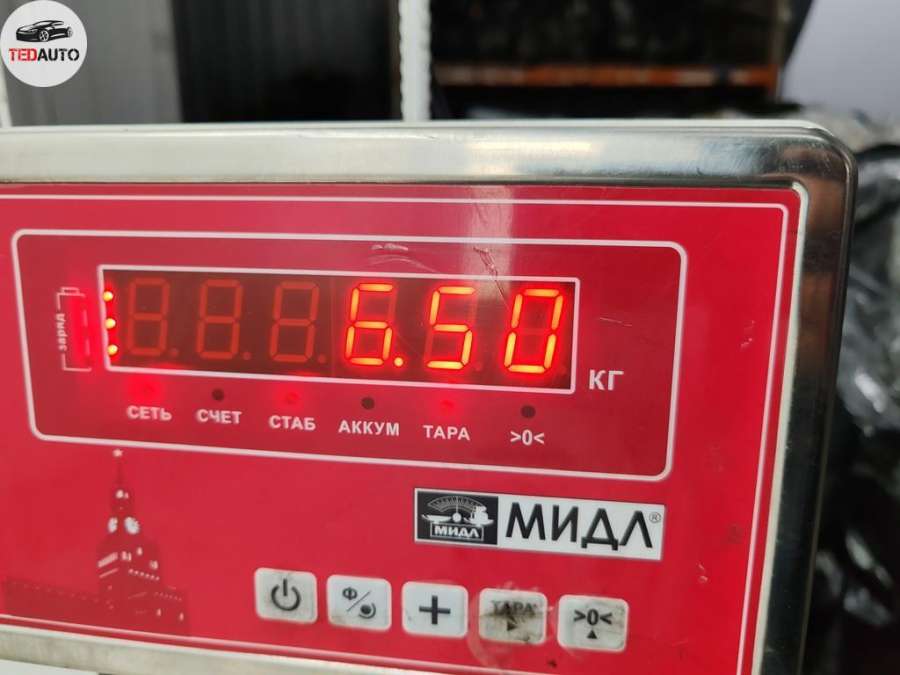 TEDAUTO
заряд
6.50
КГ
СЕТЬ СЧЕТ СТАБ АККУМ ТАРА >0<
МИДЛ МИДЛ®
Ф/ + ТАРА >0<